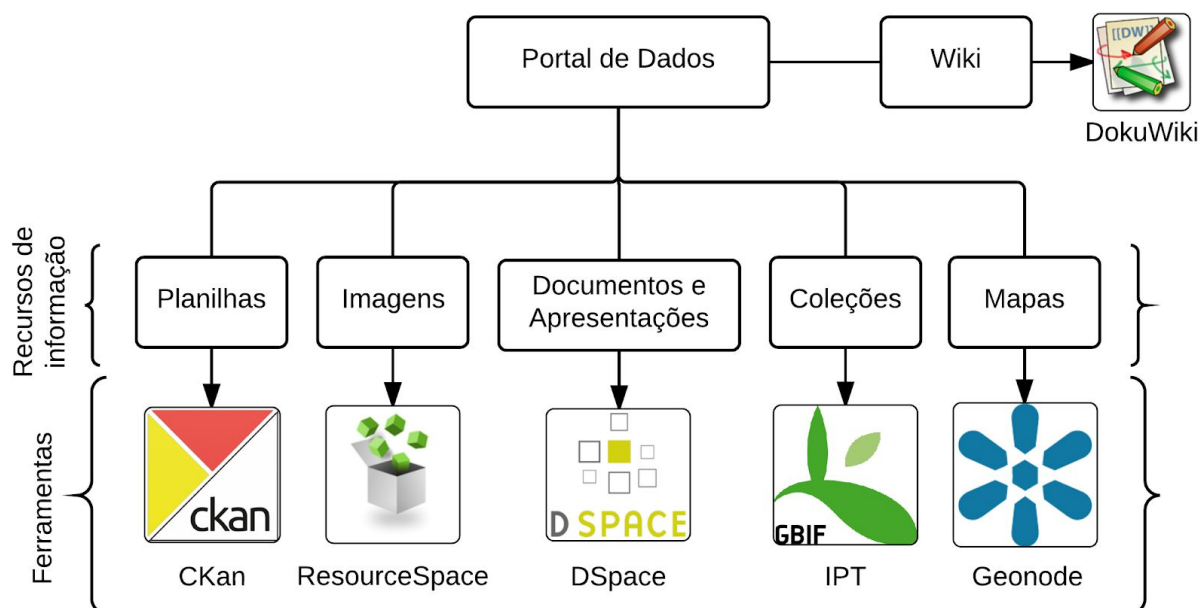 Portal de Dados
Wiki
[[DW]]
DokuWiki
Recursos de
informação
Planilhas
Imagens
Documentos e
Apresentações
Coleções
Mapas
Ferramentas
ckan
DSPACE
GBIF
CKan
ResourceSpace
DSpace
IPT
Geonode